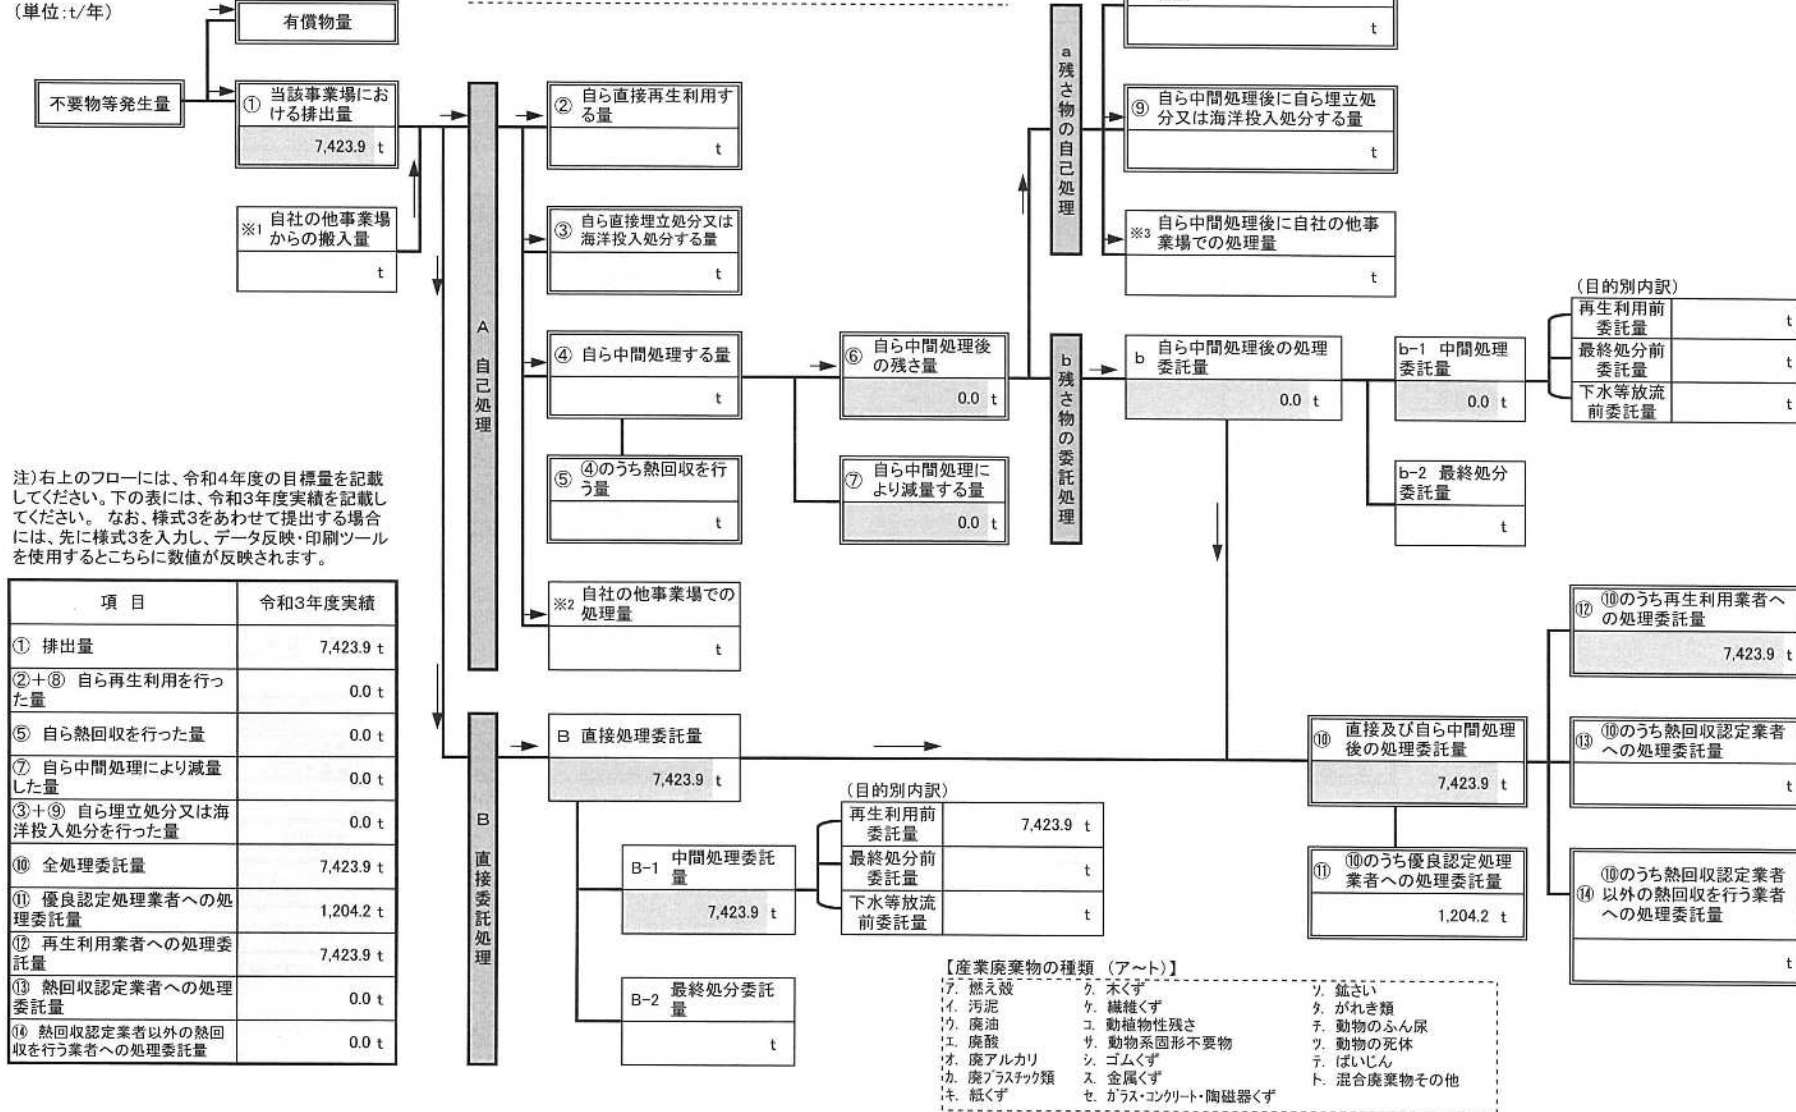 (単位:t/年)
有償物量
t
不要物等発生量
① 当該事業場にお
ける排出量
7,423.9 t
※1 自社の他事業場
からの搬入量
t
A 自己処理
② 自ら直接再生利用す
る量
t
③ 自ら直接埋立処分又は
海洋投入処分する量
t
④ 自ら中間処理する量
t
⑤ ④のうち熱回収を行
う量
t
※2 自社の他事業場での
処理量
t
⑥ 自ら中間処理後
の残さ量
0.0 t
⑦ 自ら中間処理に
より減量する量
0.0 t
a 残さ物の自己処理
⑨ 自ら中間処理後に自ら埋立処
分又は海洋投入処分する量
t
※3 自ら中間処理後に自社の他事
業場での処理量
t
b 残さ物の委託処理
b 自ら中間処理後の処理
委託量
0.0 t
b-1 中間処理
委託量
0.0 t
b-2 最終処分
委託量
t
(目的別内訳)
再生利用前
委託量 t
最終処分前
委託量 t
下水等放流
前委託量 t
注)右上のフローには、令和4年度の目標量を記載
してください。下の表には、令和3年度実績を記載し
てください。 なお、様式3をあわせて提出する場合
には、先に様式3を入力し、データ反映・印刷ツール
を使用するとこちらに数値が反映されます。
項 目 令和3年度実績
① 排出量 7,423.9 t
②+⑧ 自ら再生利用を行っ
た量 0.0 t
⑤ 自ら熱回収を行った量 0.0 t
⑦ 自ら中間処理により減量
した量 0.0 t
③+⑨ 自ら埋立処分又は海
洋投入処分を行った量 0.0 t
⑩ 全処理委託量 7,423.9 t
⑪ 優良認定処理業者への処
理委託量 1,204.2 t
⑫ 再生利用業者への処理委
託量 7,423.9 t
⑬ 熱回収認定業者への処理
委託量 0.0 t
⑭ 熱回収認定業者以外の熱回
収を行う業者への処理委託量 0.0 t
B 直接委託処理
B 直接処理委託量
7,423.9 t
B-1 中間処理委託
量
7,423.9 t
B-2 最終処分委託
量
t
(目的別内訳)
再生利用前
委託量 7,423.9 t
最終処分前
委託量 t
下水等放流
前委託量 t
⑩ 直接及び自ら中間処理
後の処理委託量
7,423.9 t
⑪ ⑩のうち優良認定処理
業者への処理委託量
1,204.2 t
⑫ ⑩のうち再生利用業者へ
の処理委託量
7,423.9 t
⑬ ⑩のうち熱回収認定業者
への処理委託量
t
⑭ ⑩のうち熱回収認定業者
以外の熱回収を行う業者
への処理委託量
t
【産業廃棄物の種類 (ア～ト)】
ア. 燃え殻
イ. 汚泥
ウ. 廃油
エ. 廃酸
オ. 廃アルカリ
カ. 廃プラスチック類
キ. 紙くず
ク. 木くず
ケ. 繊維くず
コ. 動植物性残さ
サ. 動物系固形不要物
シ. ゴムくず
ス. 金属くず
セ. ガラス・コンクリート・陶磁器くず
ソ. 鉱さい
タ. がれき類
チ. 動物のふん尿
ツ. 動物の死体
テ. ばいじん
ト. 混合廃棄物その他